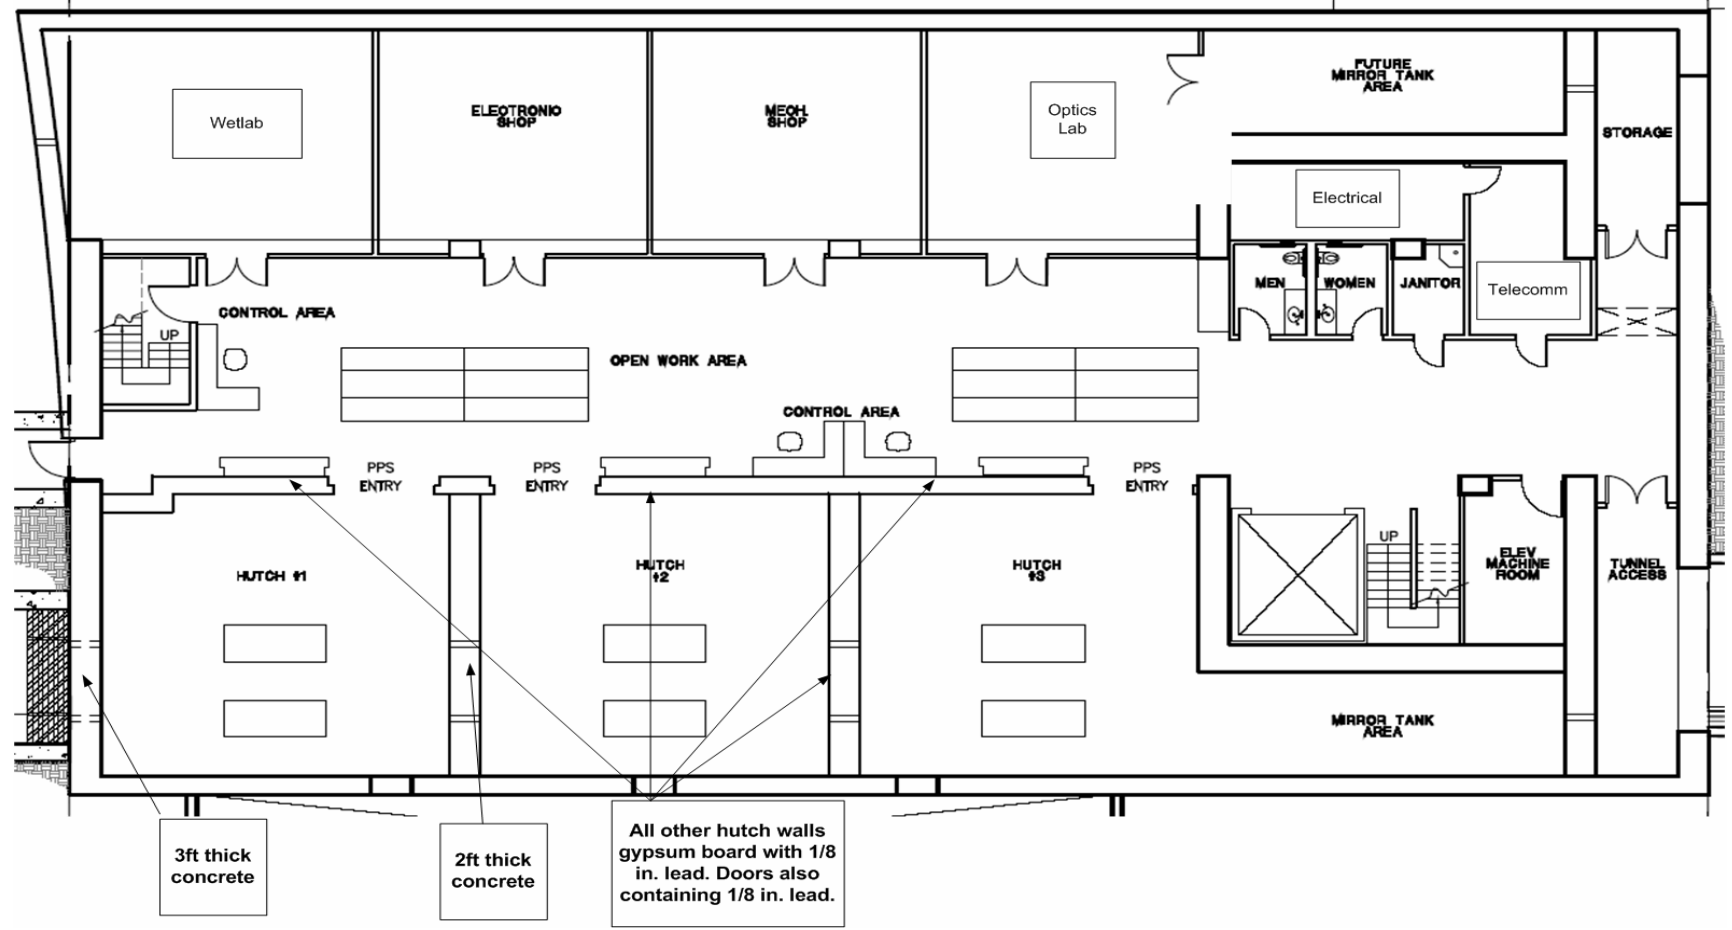 FUTURE
MIRROR TANK
AREA
Wetlab
ELECTRONIC
SHOP
MECH.
SHOP
Optics
Lab
STORAGE
Electrical
MEN
WOMEN
JANITOR
Telecomm
CONTROL AREA
UP
OPEN WORK AREA
CONTROL AREA
PPS
ENTRY
PPS
ENTRY
PPS
ENTRY
HUTCH #1
HUTCH
#2
HUTCH
#3
UP
ELEV
MACHINE
ROOM
TUNNEL
ACCESS
MIRROR TANK
AREA
3ft thick
concrete
2ft thick
concrete
All other hutch walls
gypsum board with 1/8
in. lead. Doors also
containing 1/8 in. lead.